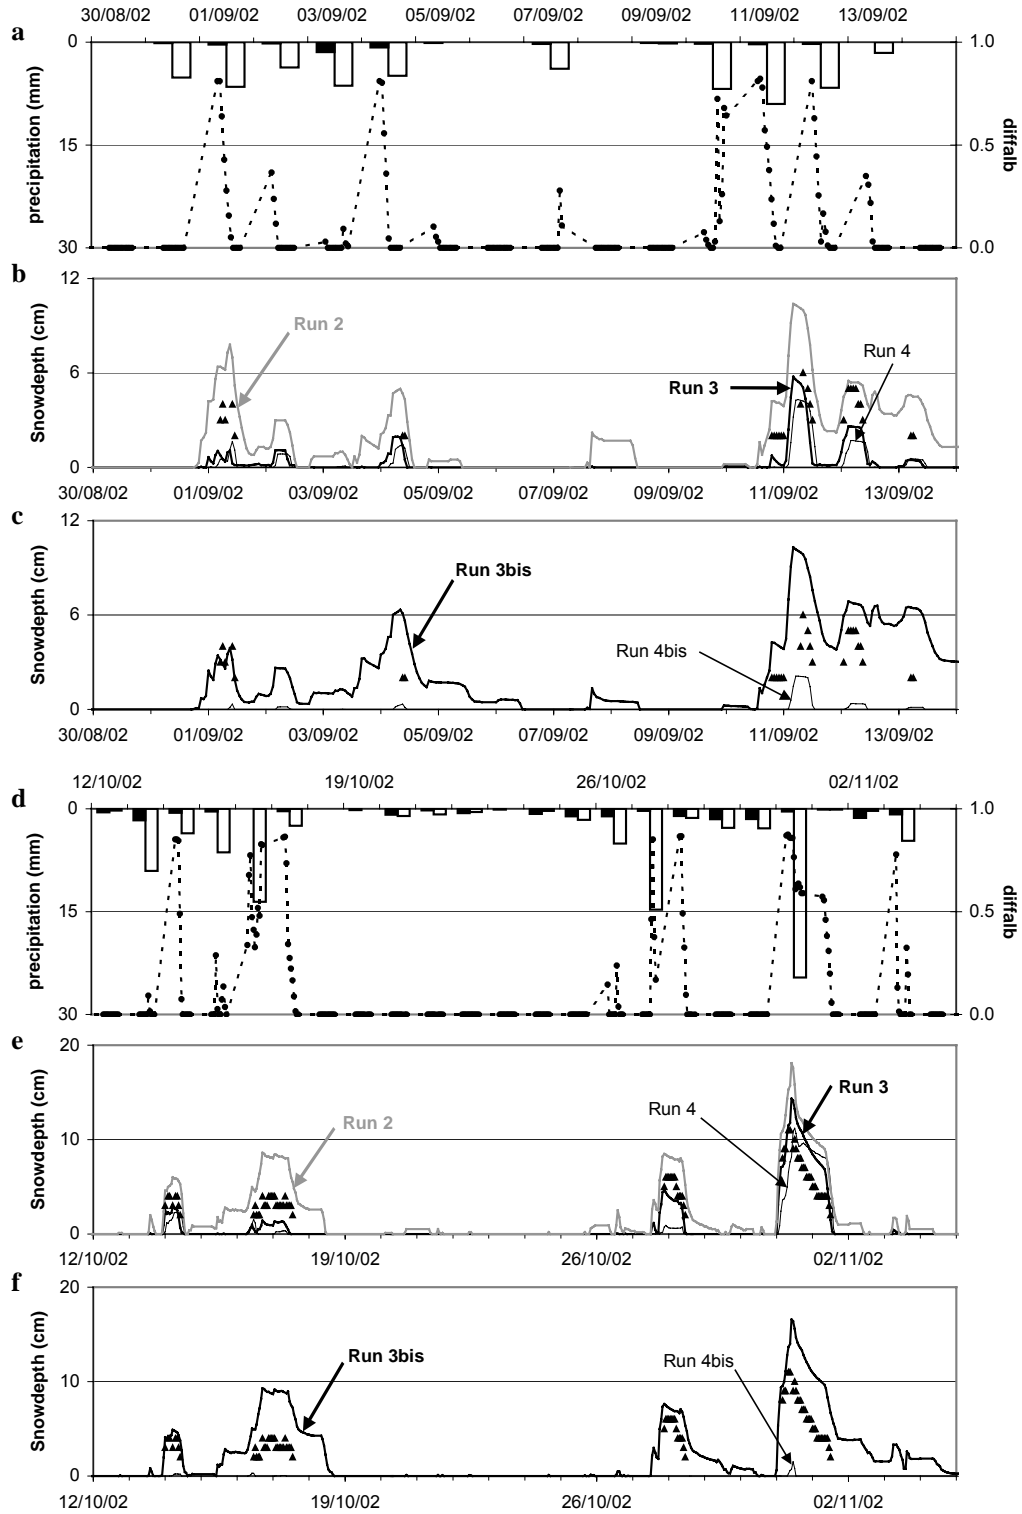 30/08/02 01/09/02 03/09/02 05/09/02 07/09/02 09/09/02 11/09/02 13/09/02
a
0 1.0
precipitation (mm)
15 0.5
diffalb
30 0.0
b
12
Snowdepth (cm)
Run 2
Run 4
6
Run 3
0
30/08/02 01/09/02 03/09/02 05/09/02 07/09/02 09/09/02 11/09/02 13/09/02
c
12
Snowdepth (cm)
Run 3bis
6
Run 4bis
0
30/08/02 01/09/02 03/09/02 05/09/02 07/09/02 09/09/02 11/09/02 13/09/02
12/10/02 19/10/02 26/10/02 02/11/02
d
0 1.0
precipitation (mm)
15 0.5
diffalb
30 0.0
e
20
Snowdepth (cm)
Run 3
Run 4
Run 2
10
0
12/10/02 19/10/02 26/10/02 02/11/02
f
20
Snowdepth (cm)
Run 3bis
Run 4bis
10
0
12/10/02 19/10/02 26/10/02 02/11/02